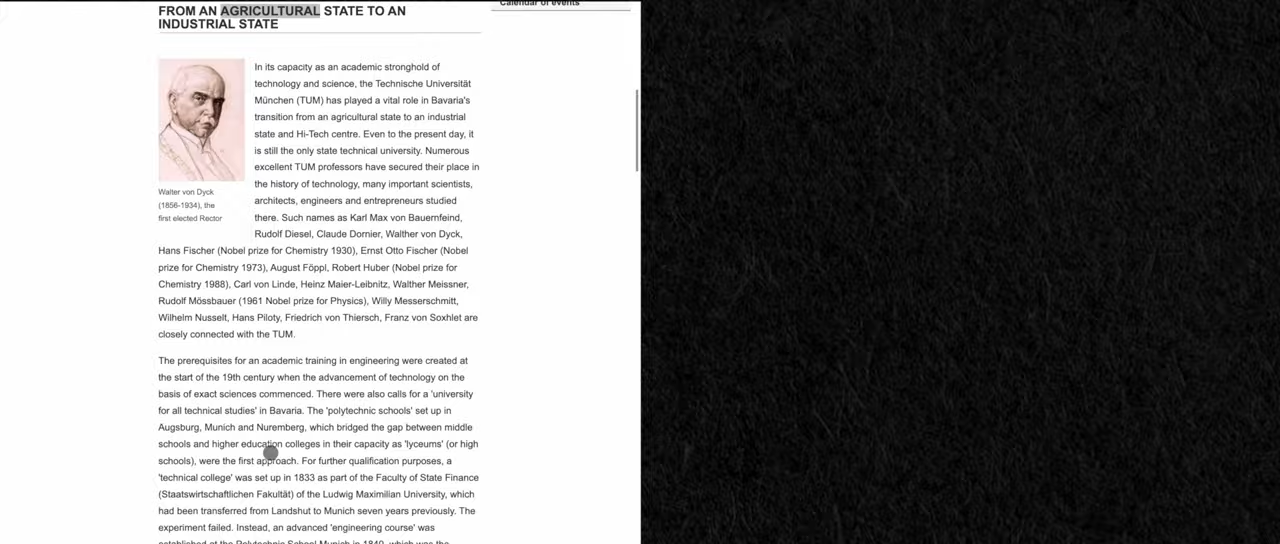 Calendar of events
FROM AN AGRICULTURAL STATE TO AN
INDUSTRIAL STATE
In its capacity as an academic stronghold of
technology and science, the Technische Universität
München (TUM) has played a vital role in Bavaria's
transition from an agricultural state to an industrial
state and Hi-Tech centre. Even to the present day, it
is still the only state technical university. Numerous
excellent TUM professors have secured their place in
the history of technology, many important scientists,
architects, engineers and entrepreneurs studied
there. Such names as Karl Max von Bauernfeind,
Rudolf Diesel, Claude Dornier, Walther von Dyck,
Walter von Dyck
(1856-1934), the
first elected Rector
Hans Fischer (Nobel prize for Chemistry 1930), Ernst Otto Fischer (Nobel
prize for Chemistry 1973), August Föppl, Robert Huber (Nobel prize for
Chemistry 1988), Carl von Linde, Heinz Maier-Leibnitz, Walther Meissner,
Rudolf Mössbauer (1961 Nobel prize for Physics), Willy Messerschmitt,
Wilhelm Nusselt, Hans Piloty, Friedrich von Thiersch, Franz von Soxhlet are
closely connected with the TUM.
The prerequisites for an academic training in engineering were created at
the start of the 19th century when the advancement of technology on the
basis of exact sciences commenced. There were also calls for a 'university
for all technical studies' in Bavaria. The 'polytechnic schools' set up in
Augsburg, Munich and Nuremberg, which bridged the gap between middle
schools and higher education colleges in their capacity as 'lyceums' (or high
schools), were the first approach. For further qualification purposes, a
'technical college' was set up in 1833 as part of the Faculty of State Finance
(Staatswirtschaftlichen Fakultät) of the Ludwig Maximilian University, which
had been transferred from Landshut to Munich seven years previously. The
experiment failed. Instead, an advanced 'engineering course' was
established at the Polytechnic School Munich in 1840, which was the